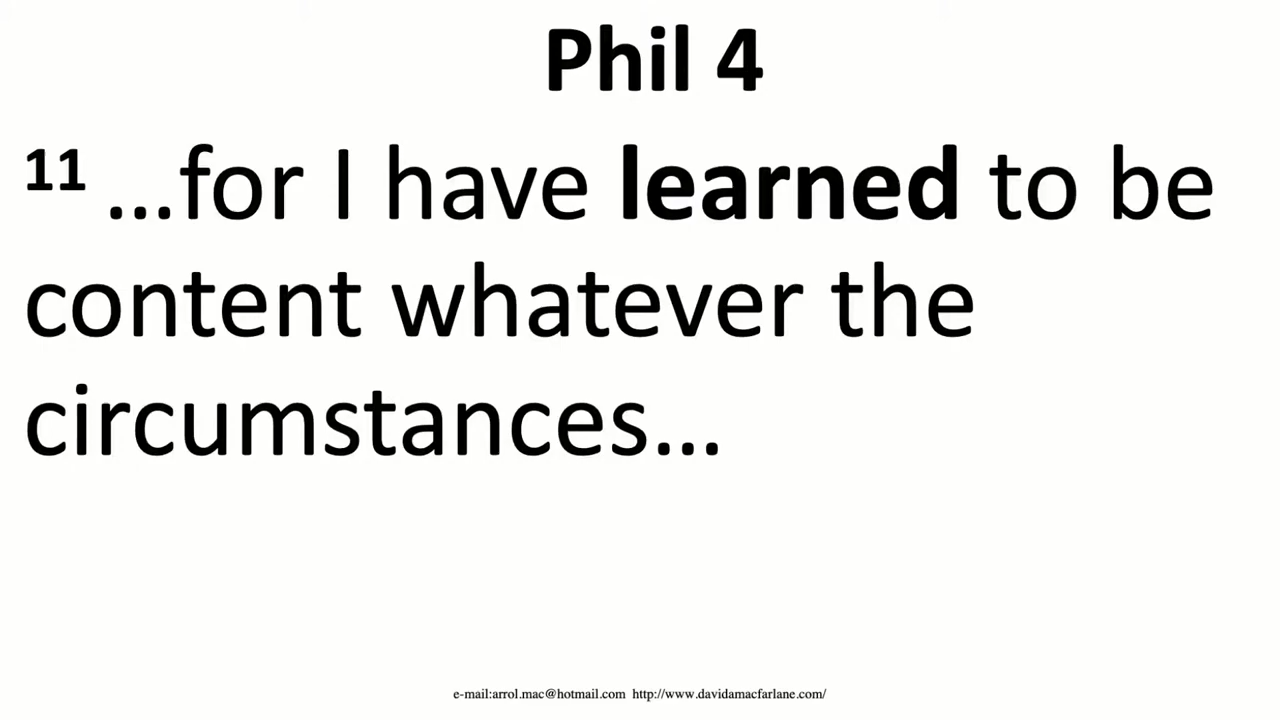 Phil 4
11 ...for I have learned to be
content whatever the
circumstances...
e-mail:arrol.mac@hotmail.com http://www.davidamacfarlane.com/